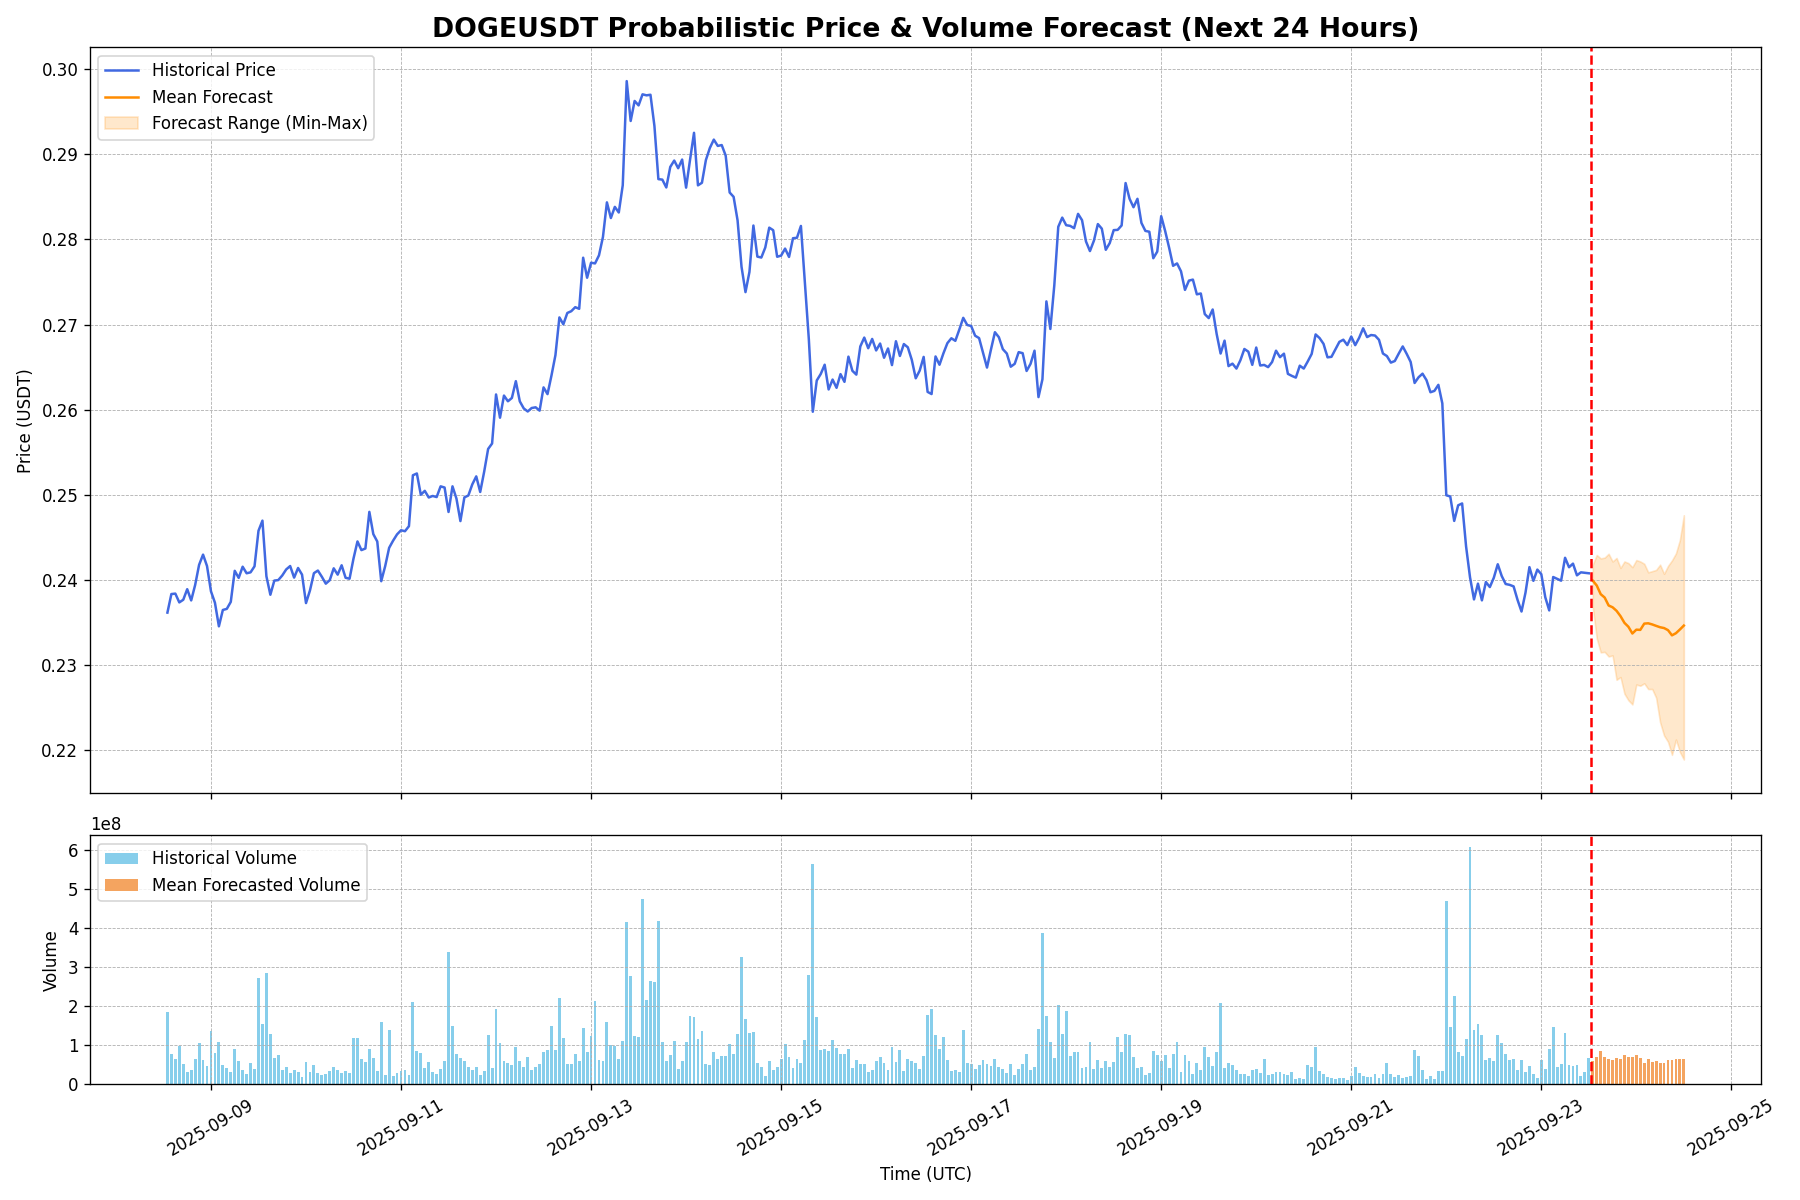 DOGEUSDT Probabilistic Price & Volume Forecast (Next 24 Hours)
Historical Price
Mean Forecast
Forecast Range (Min-Max)
0.30
0.29
0.28
0.27
0.26
0.25
0.24
0.23
0.22
Price (USDT)
1e8
Historical Volume
Mean Forecasted Volume
6
5
4
3
2
1
0
Volume
2025-09-09
2025-09-11
2025-09-13
2025-09-15
2025-09-17
2025-09-19
2025-09-21
2025-09-23
2025-09-25
Time (UTC)